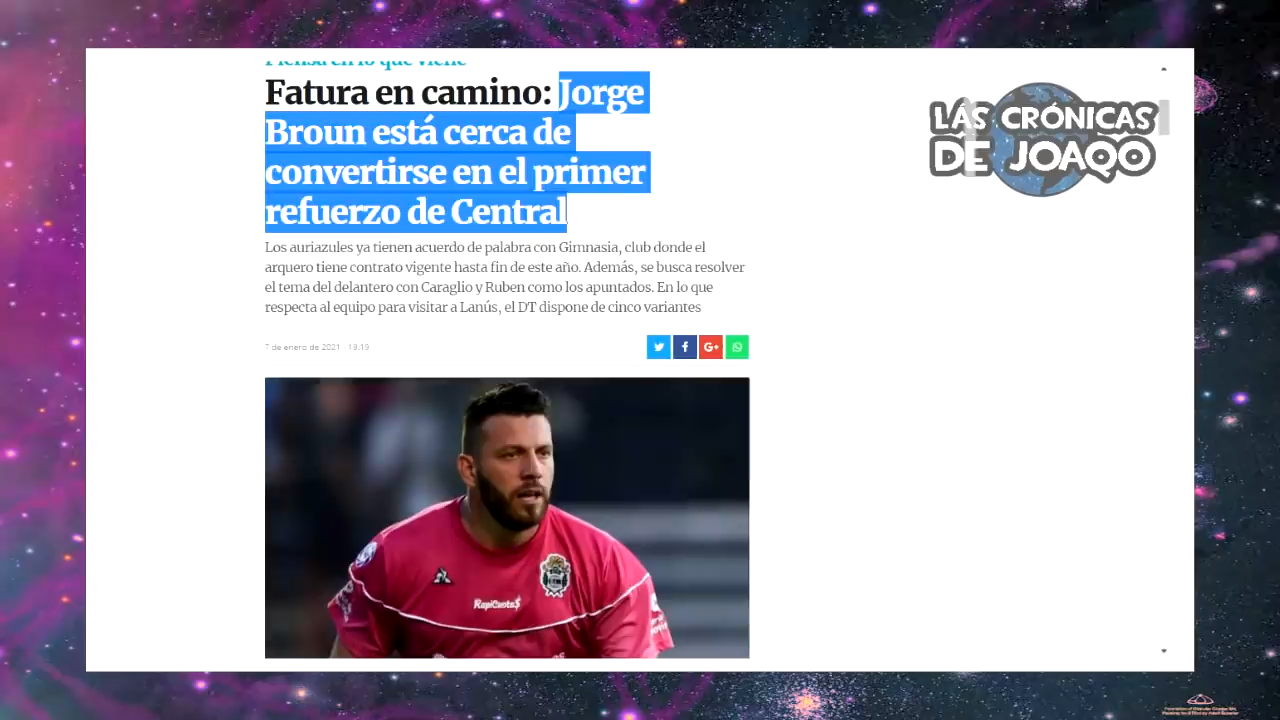 Piensa en lo que viene
Fatura en camino: Jorge
Broun está cerca de
convertirse en el primer
refuerzo de Central
Los auriazules ya tienen acuerdo de palabra con Gimnasia, club donde el
arquero tiene contrato vigente hasta fin de este año. Además, se busca resolver
el tema del delantero con Caraglio y Ruben como los apuntados. En lo que
respecta al equipo para visitar a Lanús, el DT dispone de cinco variantes
7 de enero de 2021 19:19
LAS CRÓNICAS
DE JOAQO
RapiCuota$